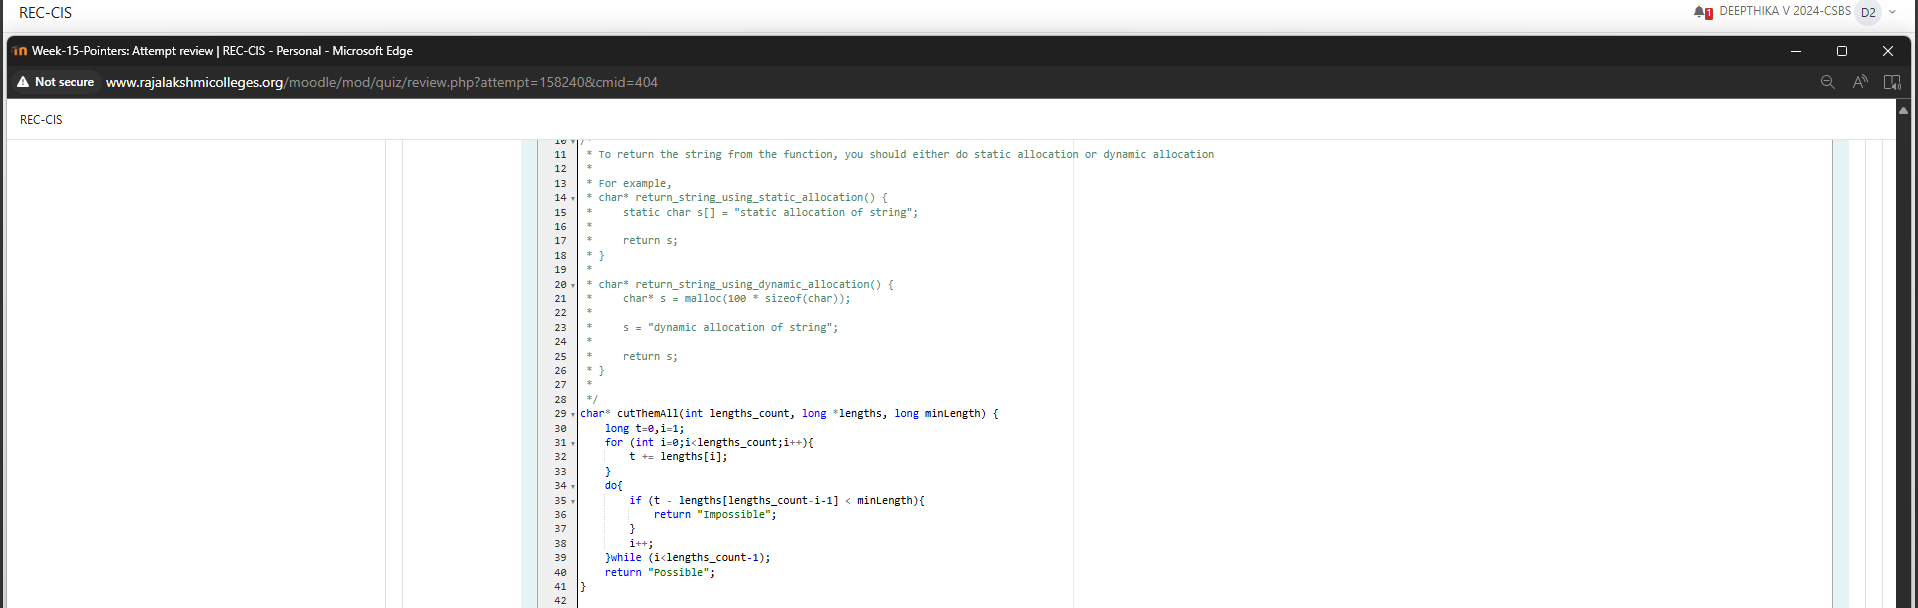 REC-CIS
1 DEEPTHIKA V 2024-CSBS D2
Week-15-Pointers: Attempt review | REC-CIS - Personal - Microsoft Edge
Not secure www.rajalakshmicolleges.org/moodle/mod/quiz/review.php?attempt=158240&cmid=404
REC-CIS
10 /*
11 * To return the string from the function, you should either do static allocation or dynamic allocation
12 *
13 * For example,
14 * char* return_string_using_static_allocation() {
15 *     static char s[] = "static allocation of string";
16 *
17 *     return s;
18 * }
19 *
20 * char* return_string_using_dynamic_allocation() {
21 *     char* s = malloc(100 * sizeof(char));
22 *
23 *     s = "dynamic allocation of string";
24 *
25 *     return s;
26 * }
27 *
28 */
29 char* cutThemAll(int lengths_count, long *lengths, long minLength) {
30     long t=0,i=1;
31     for (int i=0;i<lengths_count;i++){
32         t += lengths[i];
33     }
34     do{
35         if (t - lengths[lengths_count-i-1] < minLength){
36             return "Impossible";
37         }
38         i++;
39     }while (i<lengths_count-1);
40     return "Possible";
41 }
42